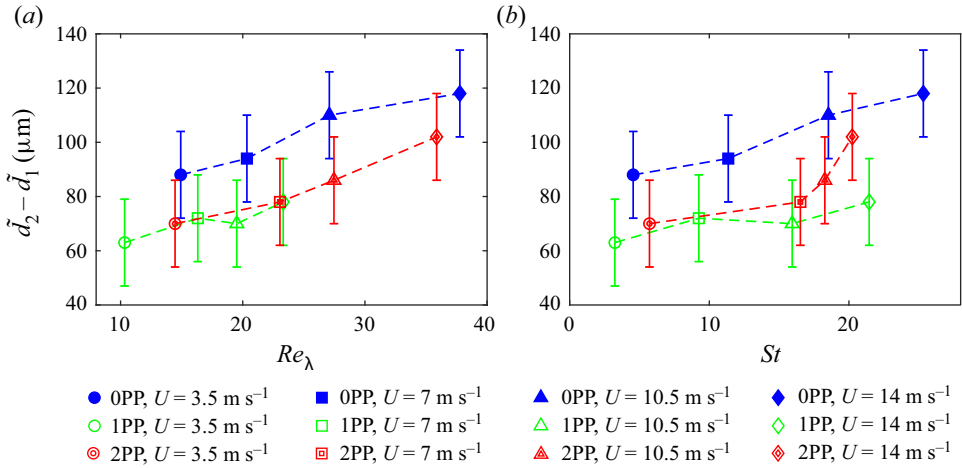 (a)
(b)
140
120
100
80
60
40
d̃₂ – d̃₁ (μm)
10 20 30 40
Re_λ
140
120
100
80
60
40
0 10 20
St
0PP, U = 3.5 m s⁻¹ 0PP, U = 7 m s⁻¹ 0PP, U = 10.5 m s⁻¹ 0PP, U = 14 m s⁻¹
1PP, U = 3.5 m s⁻¹ 1PP, U = 7 m s⁻¹ 1PP, U = 10.5 m s⁻¹ 1PP, U = 14 m s⁻¹
2PP, U = 3.5 m s⁻¹ 2PP, U = 7 m s⁻¹ 2PP, U = 10.5 m s⁻¹ 2PP, U = 14 m s⁻¹